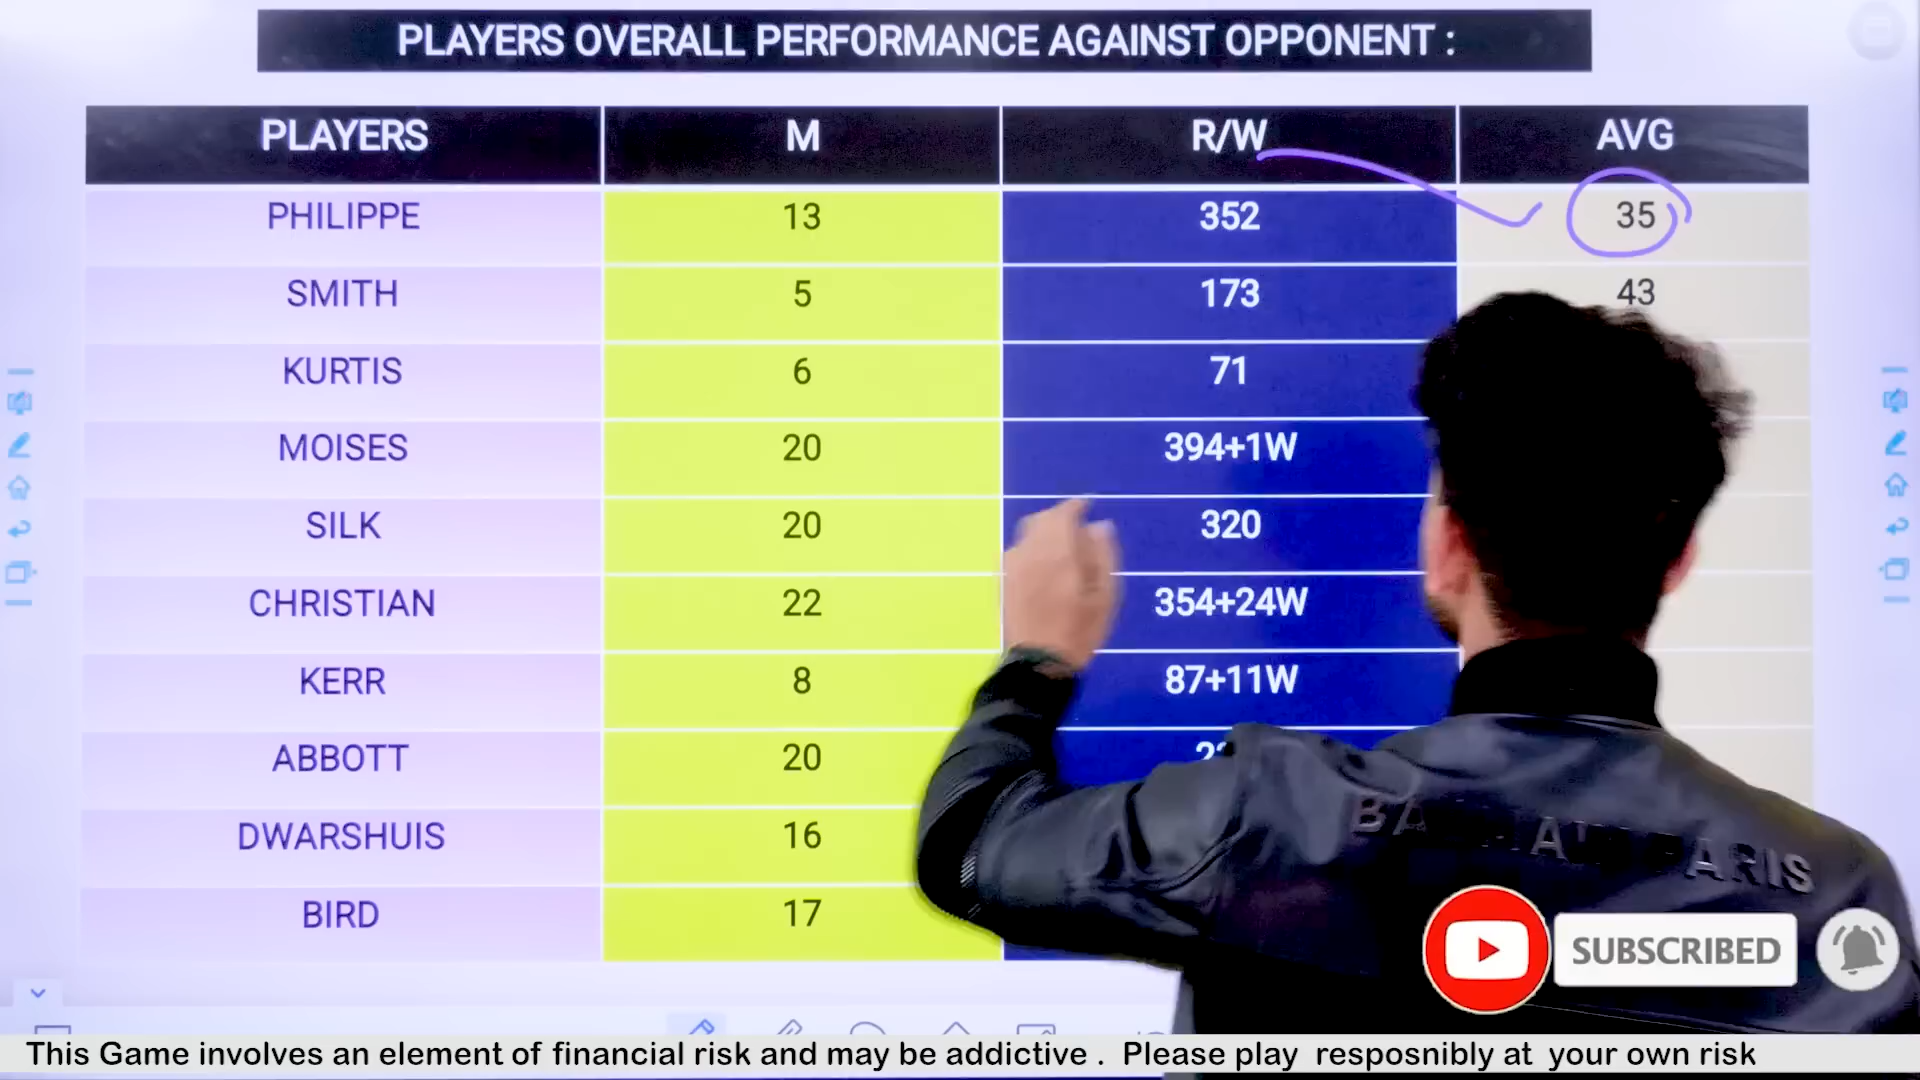 PLAYERS OVERALL PERFORMANCE AGAINST OPPONENT :
PLAYERS M R/W AVG
PHILIPPE 13 352 35
SMITH 5 173 43
KURTIS 6 71
MOISES 20 394+1W
SILK 20 320
CHRISTIAN 22 354+24W
KERR 8 87+11W
ABBOTT 20
DWARSHUIS 16
BIRD 17
SUBSCRIBED
This Game involves an element of financial risk and may be addictive . Please play resposnibly at your own risk